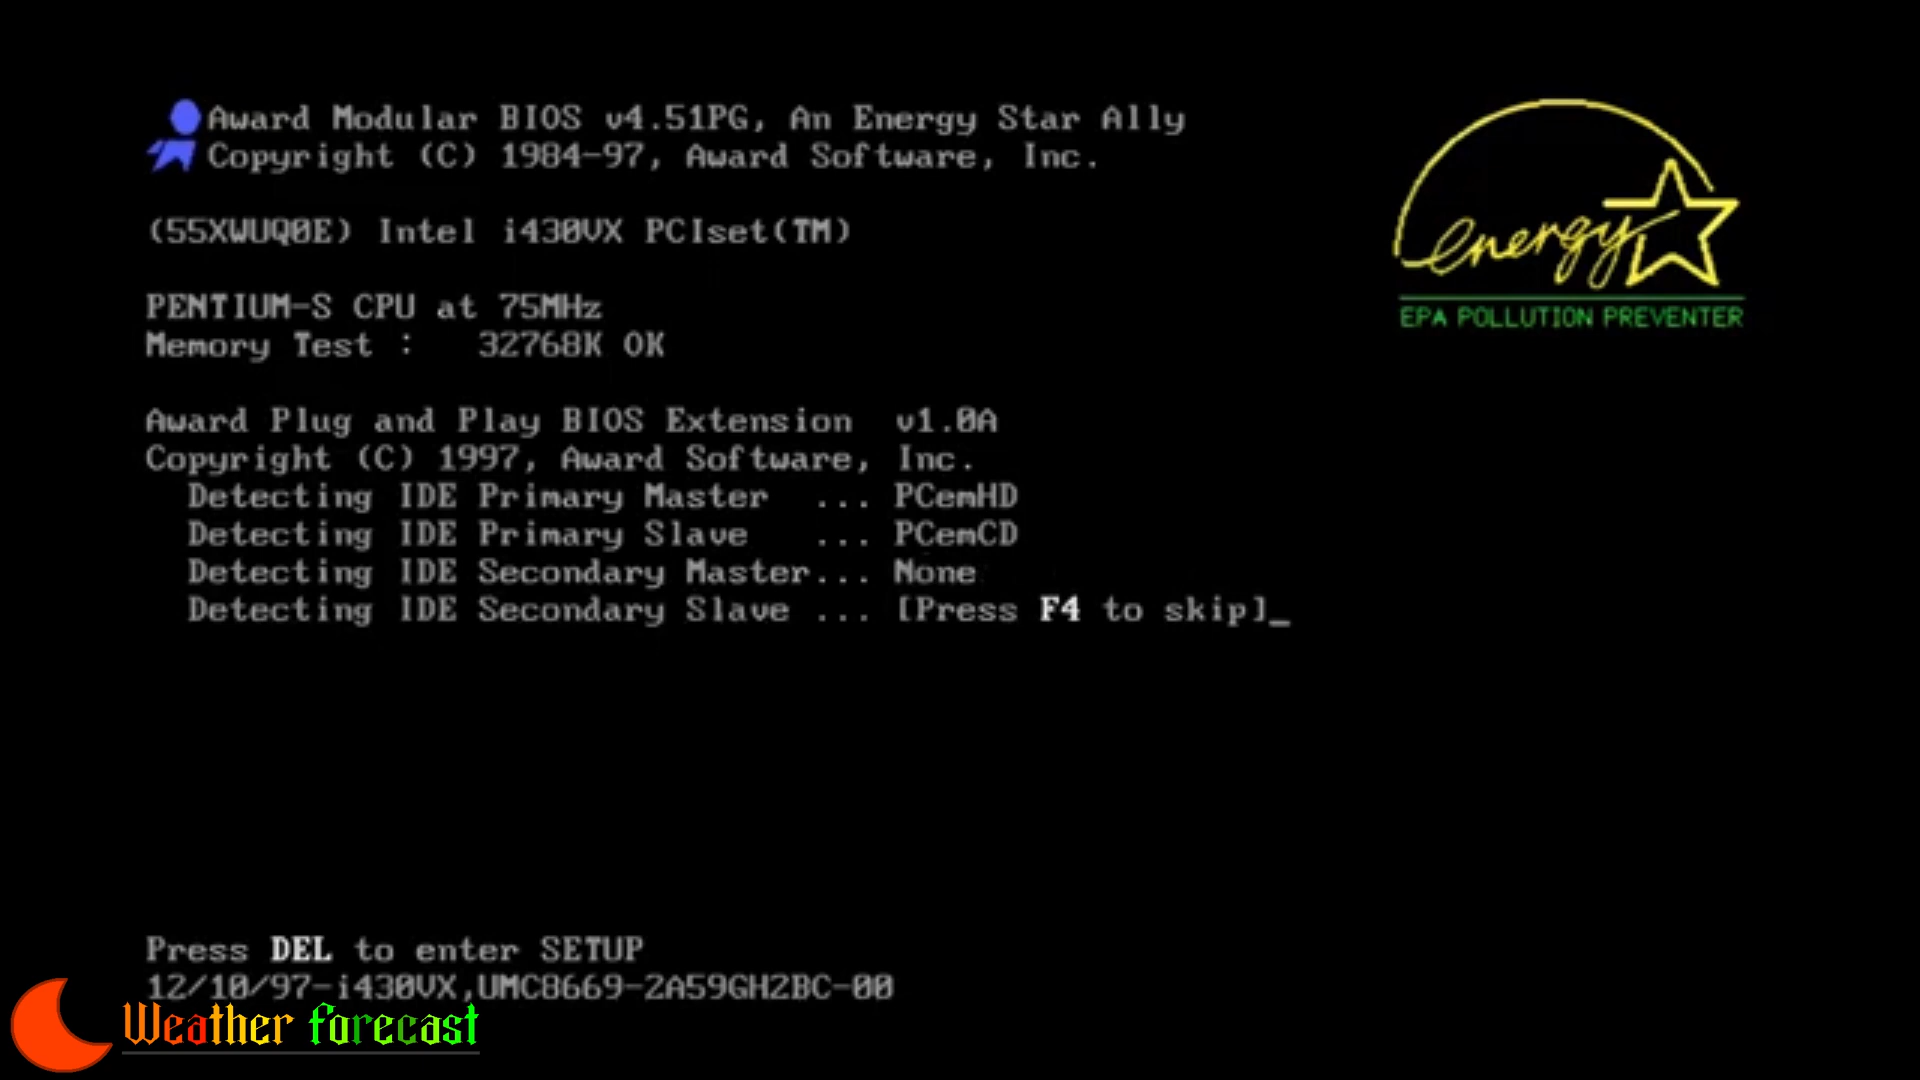 Award Modular BIOS v4.51PG, An Energy Star Ally
Copyright (C) 1984-97, Award Software, Inc.
energy
EPA POLLUTION PREVENTER
(55XWUQ0E) Intel i430VX PCIset(TM)
PENTIUM-S CPU at 75MHz
Memory Test :   32768K OK
Award Plug and Play BIOS Extension  v1.0A
Copyright (C) 1997, Award Software, Inc.
Detecting IDE Primary Master  ... PCemHD
Detecting IDE Primary Slave   ... PCemCD
Detecting IDE Secondary Master... None
Detecting IDE Secondary Slave ... [Press F4 to skip]_
Press DEL to enter SETUP
12/10/97-i430VX,UMC8669-2A59GH2BC-00
Weather forecast